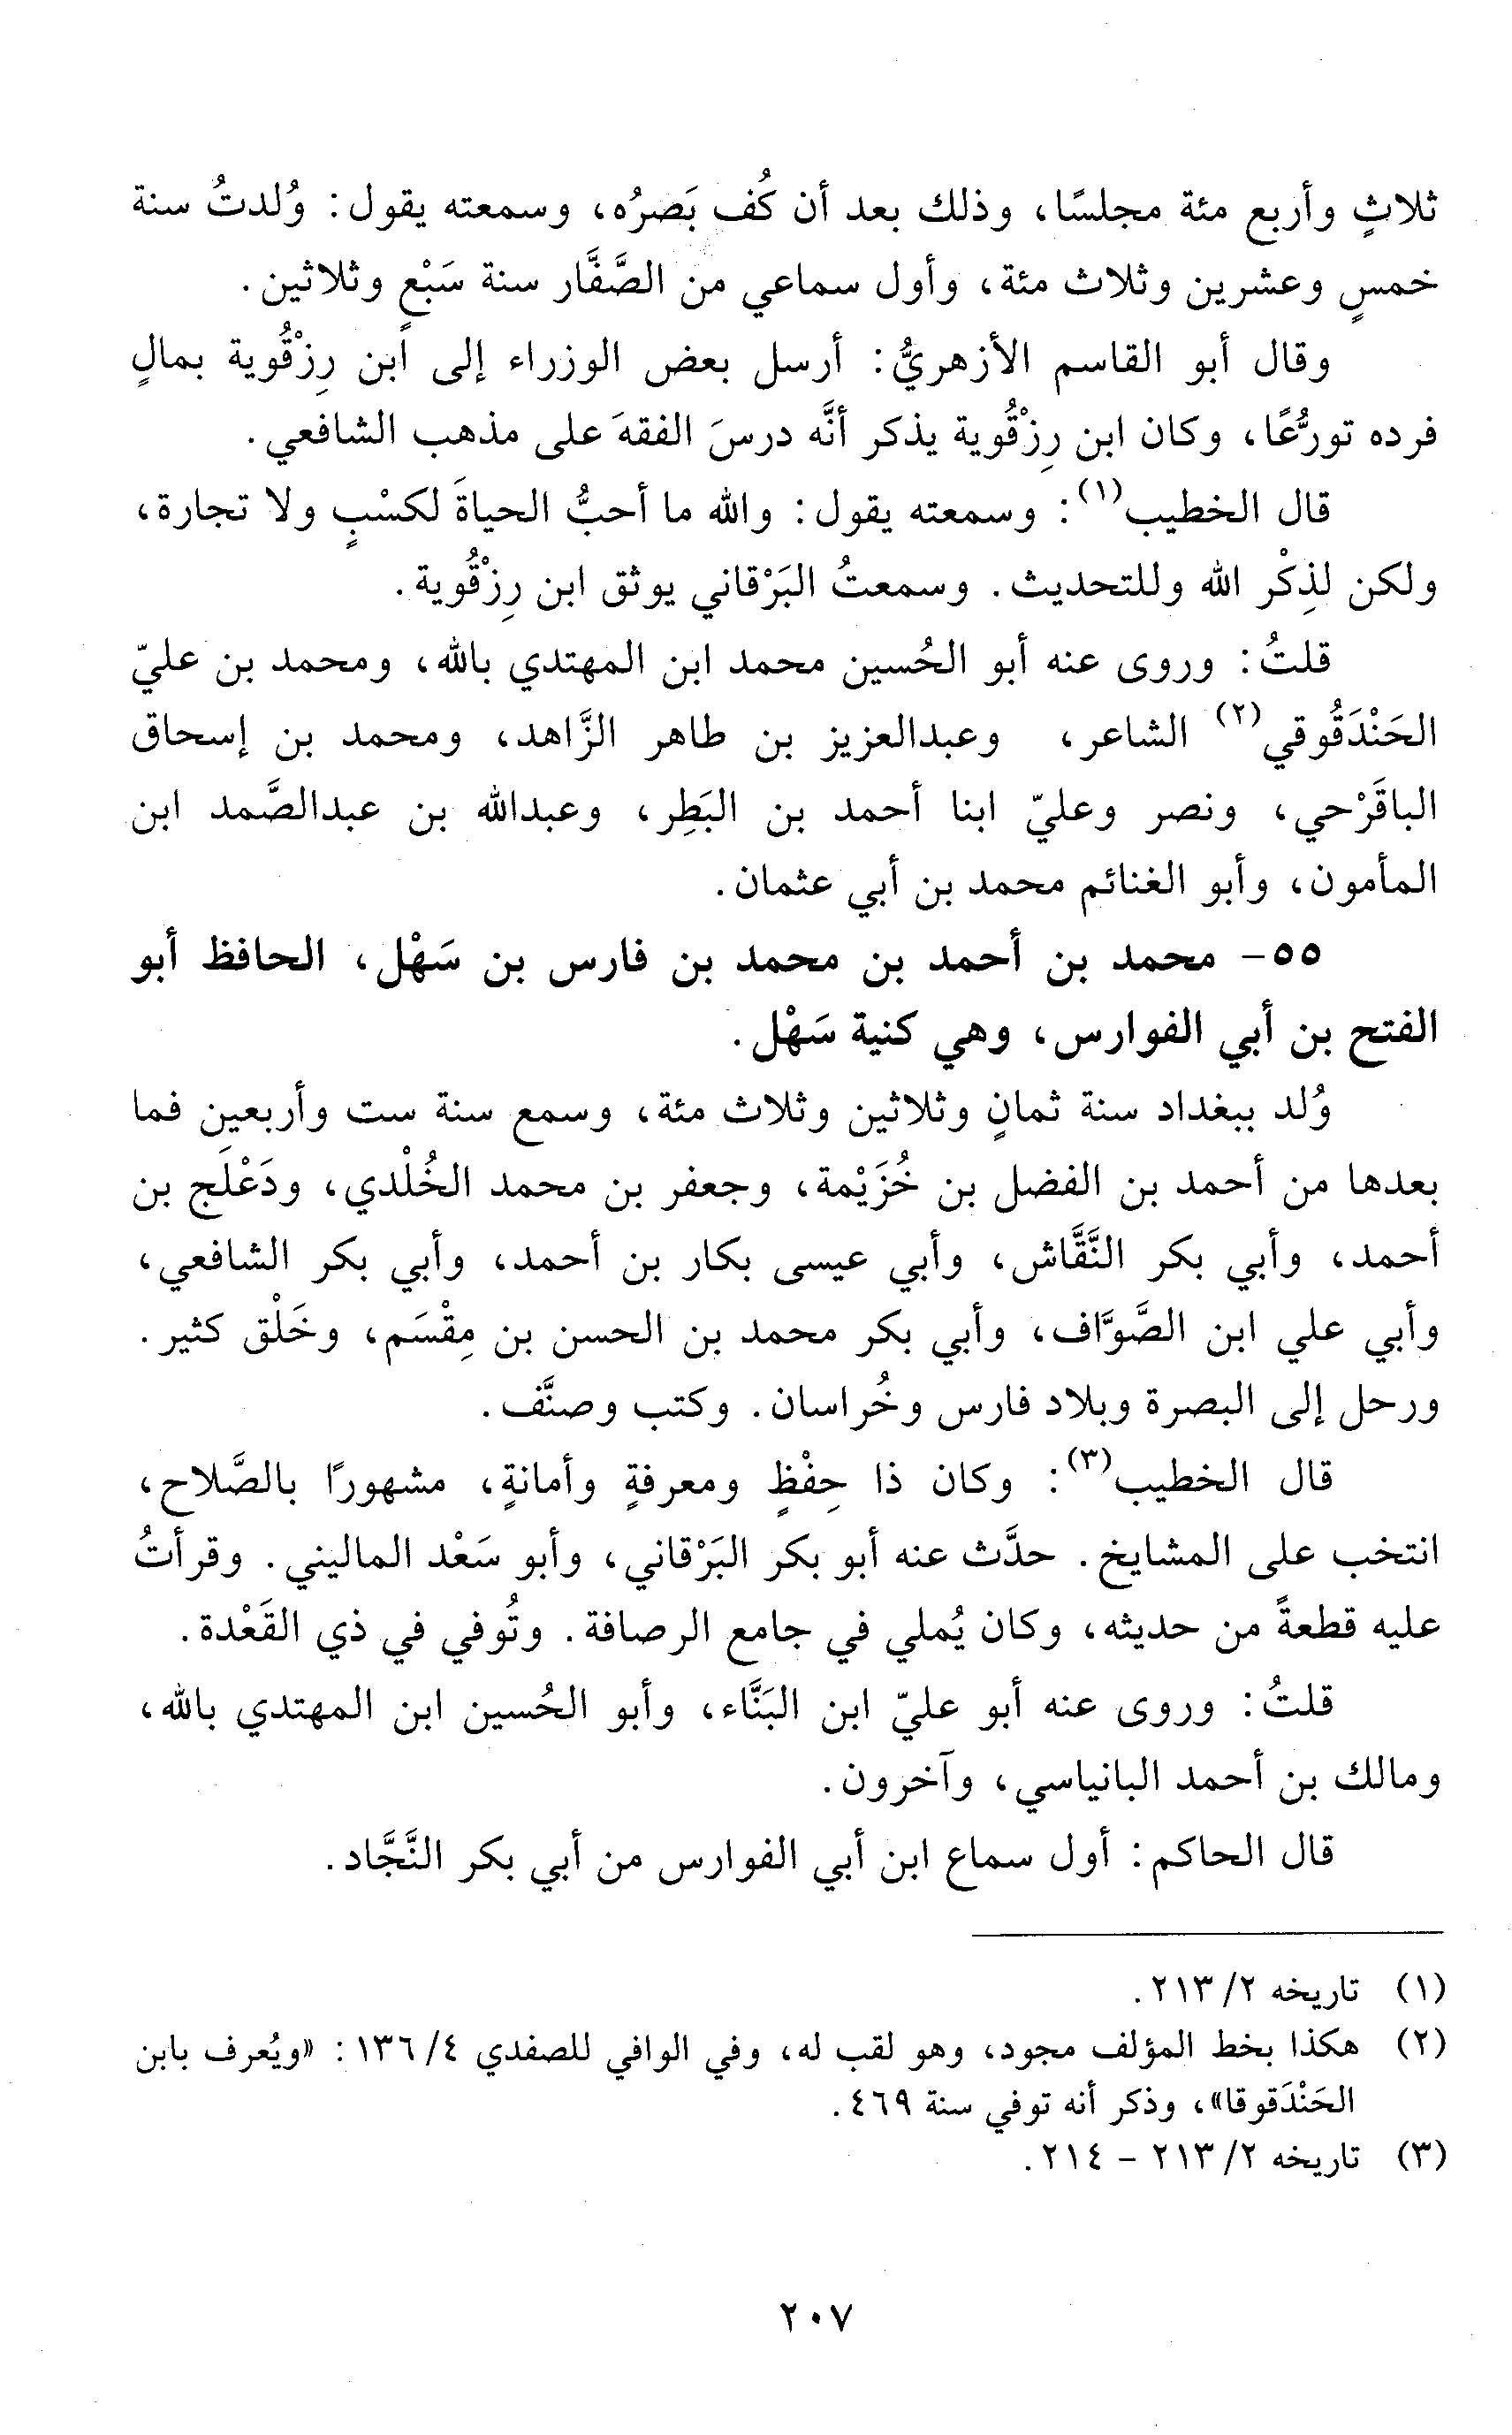 ثلاثٍ وأربع مئة مجلسًا، وذلك بعد أن كُف بَصرُه، وسمعته يقول: وُلدتُ سنة
خمسٍ وعشرين وثلاث مئة، وأول سماعي من الصَّفَّار سنة سَبْعٍ وثلاثين.
وقال أبو القاسم الأزهريُّ: أرسل بعض الوزراء إلى ابن رِزْقُوية بمالٍ
فرده تورُّعًا، وكان ابن رِزْقُوية يذكر أنَّه درسَ الفقهَ على مذهب الشافعي.
قال الخطيب(١): وسمعته يقول: والله ما أحبُّ الحياةَ لكسْبٍ ولا تجارة،
ولكن لذِكْر الله وللتحديث. وسمعتُ البَرْقاني يوثق ابن رِزْقُوية.
قلتُ: وروى عنه أبو الحُسين محمد ابن المهتدي بالله، ومحمد بن عليّ
الحَنْدَقُوقي(٢) الشاعر، وعبدالعزيز بن طاهر الزَّاهد، ومحمد بن إسحاق
الباقَرْحي، ونصر وعليّ ابنا أحمد بن البَطِر، وعبدالله بن عبدالصَّمد ابن
المأمون، وأبو الغنائم محمد بن أبي عثمان.
٥٥- محمد بن أحمد بن محمد بن فارس بن سَهْل، الحافظ أبو
الفتح بن أبي الفوارس، وهي كنية سَهْل.
وُلد ببغداد سنة ثمانٍ وثلاثين وثلاث مئة، وسمع سنة ست وأربعين فما
بعدها من أحمد بن الفضل بن خُزَيْمة، وجعفر بن محمد الخُلْدي، ودَعْلَج بن
أحمد، وأبي بكر النَّقَّاش، وأبي عيسى بكار بن أحمد، وأبي بكر الشافعي،
وأبي علي ابن الصَّوَّاف، وأبي بكر محمد بن الحسن بن مِقْسَم، وخَلْق كثير.
ورحل إلى البصرة وبلاد فارس وخُراسان. وكتب وصنَّف.
قال الخطيب(٣): وكان ذا حِفْظٍ ومعرفةٍ وأمانةٍ، مشهورًا بالصَّلاح،
انتخب على المشايخ. حدَّث عنه أبو بكر البَرْقاني، وأبو سَعْد الماليني. وقرأتُ
عليه قطعةً من حديثه، وكان يُملي في جامع الرصافة. وتُوفي في ذي القَعْدة.
قلتُ: وروى عنه أبو عليّ ابن البَنَّاء، وأبو الحُسين ابن المهتدي بالله،
ومالك بن أحمد البانياسي، وآخرون.
قال الحاكم: أول سماع ابن أبي الفوارس من أبي بكر النَّجَّاد.
(١) تاريخه ٢/ ٢١٣.
(٢) هكذا بخط المؤلف مجود، وهو لقب له، وفي الوافي للصفدي ٤/ ١٣٦: «ويُعرف بابن
الحَنْدَقوقا»، وذكر أنه توفي سنة ٤٦٩.
(٣) تاريخه ٢/ ٢١٣ - ٢١٤.
٢٠٧